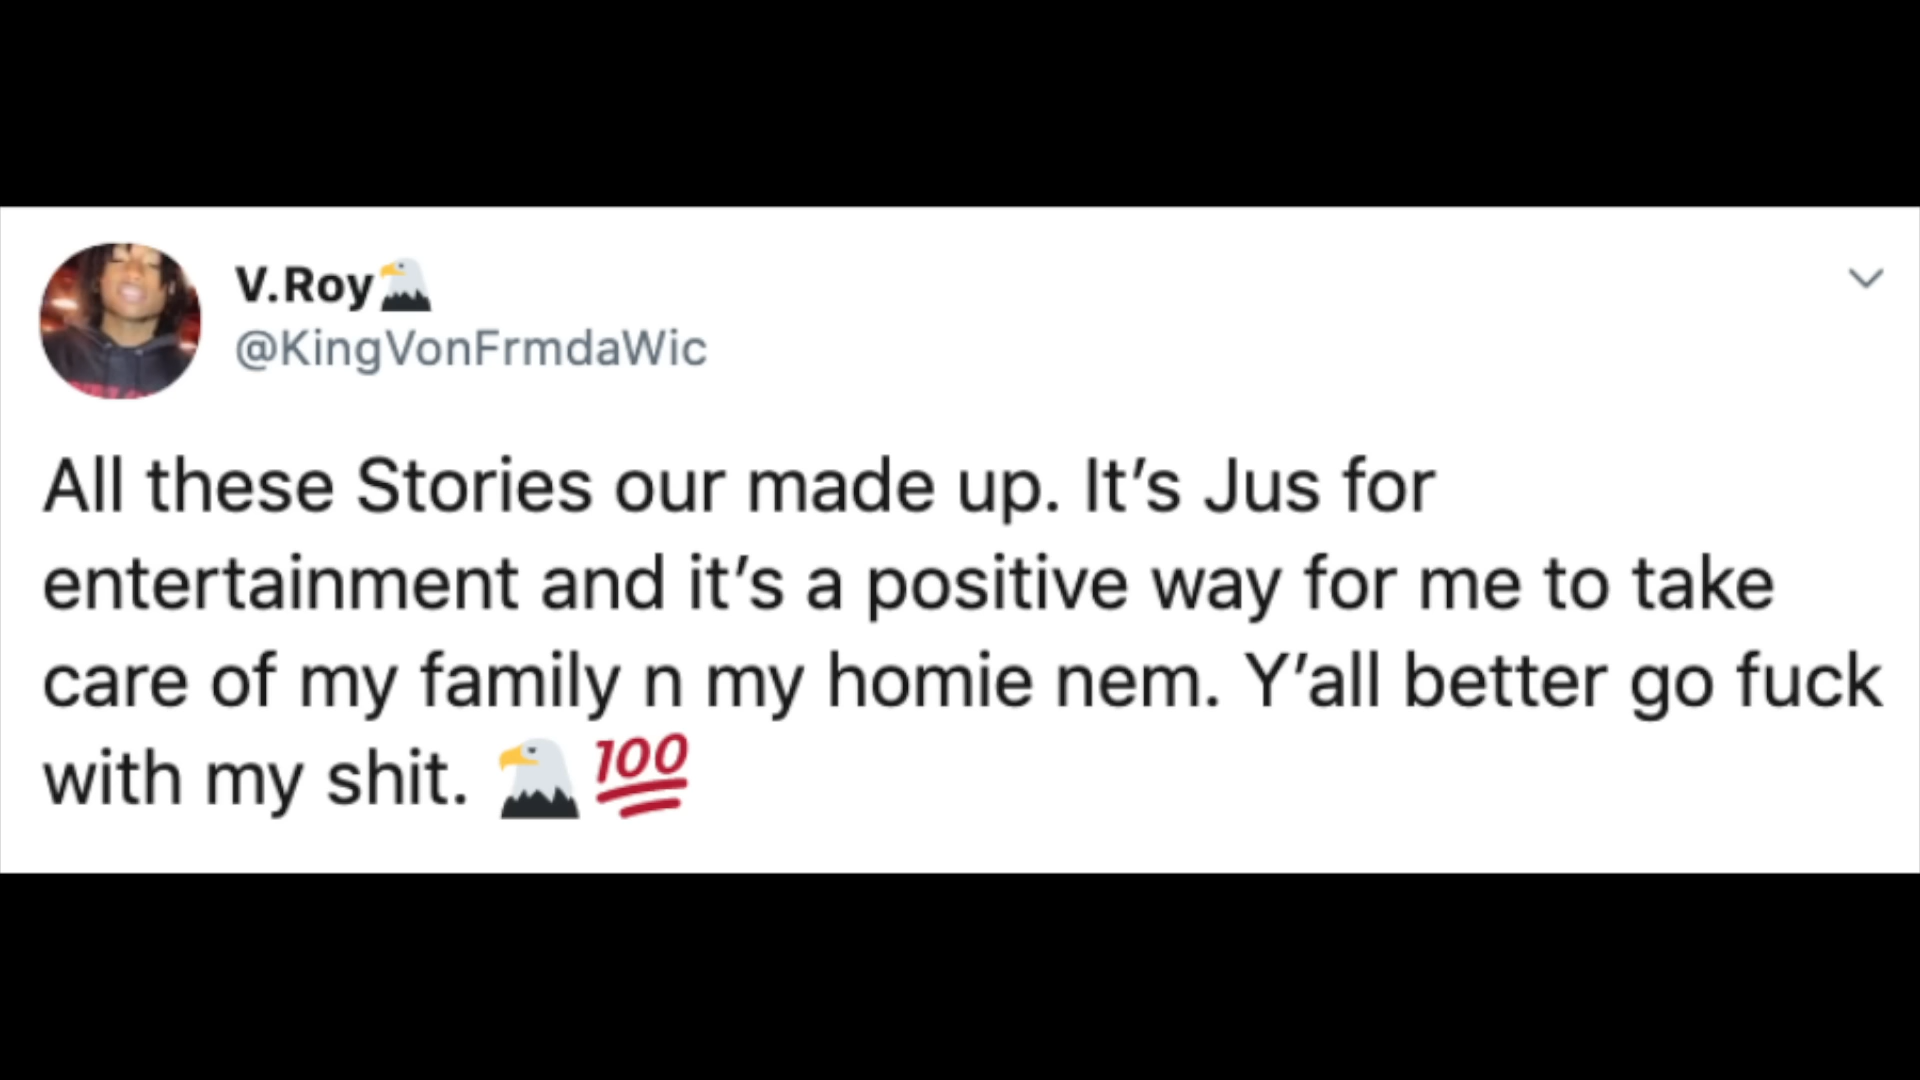 V.Roy🦅
@KingVonFrmdaWic
All these Stories our made up. It’s Jus for
entertainment and it’s a positive way for me to take
care of my family n my homie nem. Y’all better go fuck
with my shit. 🦅💯